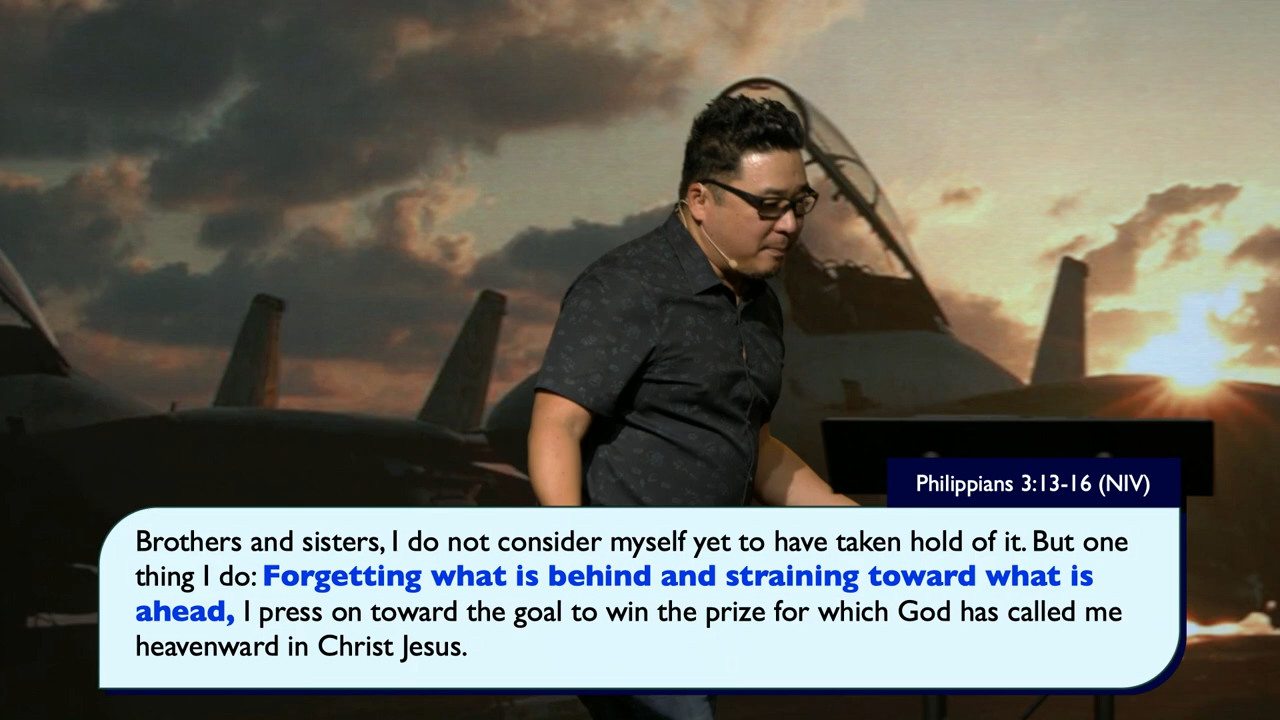 Philippians 3:13-16 (NIV)
Brothers and sisters, I do not consider myself yet to have taken hold of it. But one
thing I do: Forgetting what is behind and straining toward what is
ahead, I press on toward the goal to win the prize for which God has called me
heavenward in Christ Jesus.